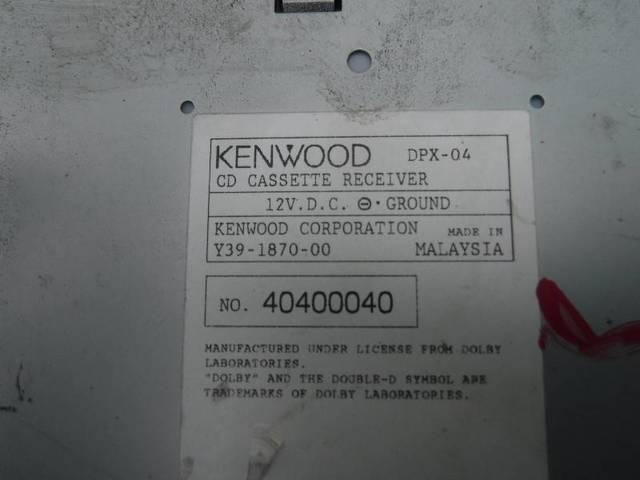 KENWOOD DPX-04
CD CASSETTE RECEIVER
12V.D.C. ⊖・GROUND
KENWOOD CORPORATION MADE IN
Y39-1870-00 MALAYSIA
NO. 40400040
MANUFACTURED UNDER LICENSE FROM DOLBY
LABORATORIES.
"DOLBY" AND THE DOUBLE-D SYMBOL ARE
TRADEMARKS OF DOLBY LABORATORIES.